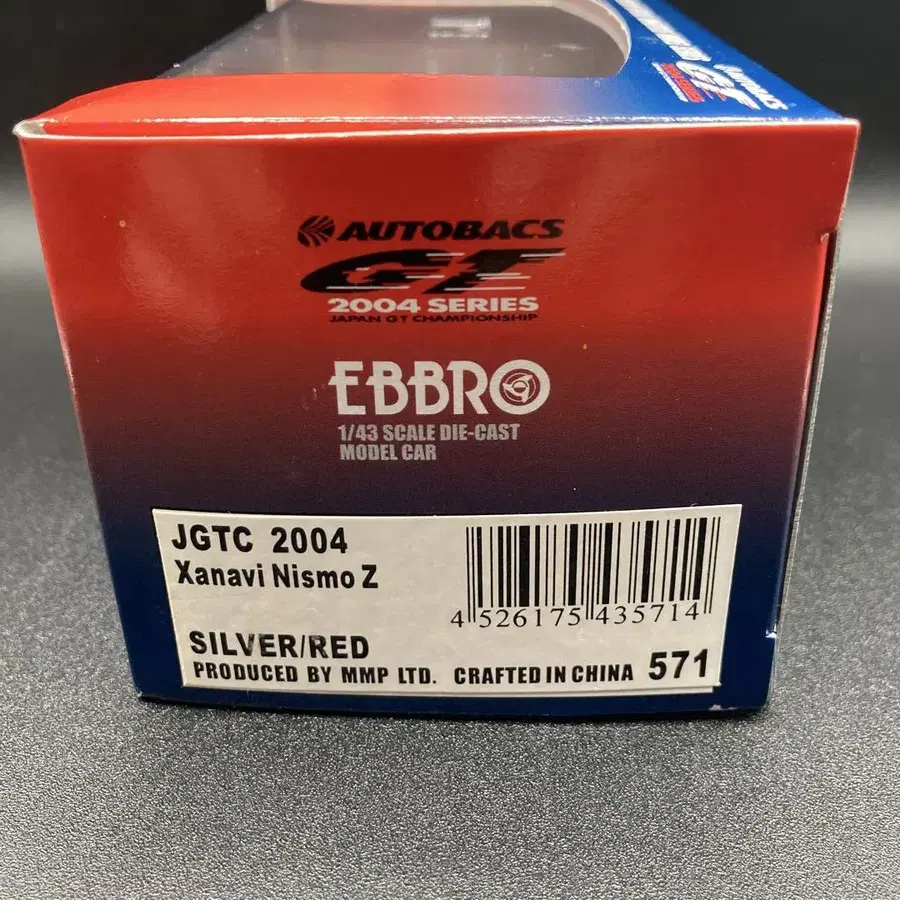 AUTOBACS
GT
2004 SERIES
JAPAN GT CHAMPIONSHIP
EBBRO
1/43 SCALE DIE-CAST
MODEL CAR
JGTC 2004
Xanavi Nismo Z
4 526175 435714
SILVER/RED
PRODUCED BY MMP LTD. CRAFTED IN CHINA 571